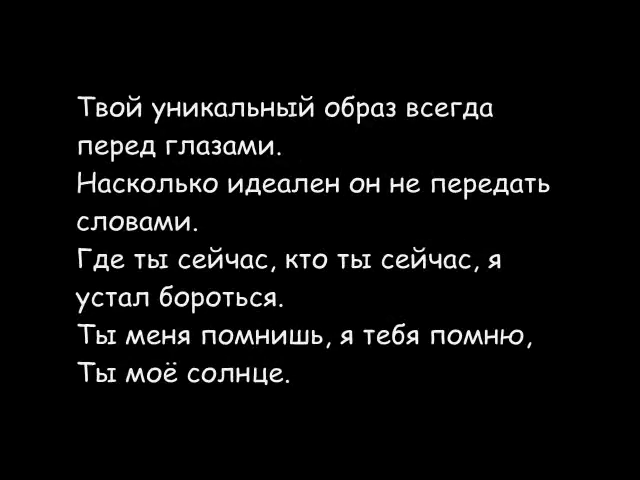 Твой уникальный образ всегда
перед глазами.
Насколько идеален он не передать
словами.
Где ты сейчас, кто ты сейчас, я
устал бороться.
Ты меня помнишь, я тебя помню,
Ты моё солнце.